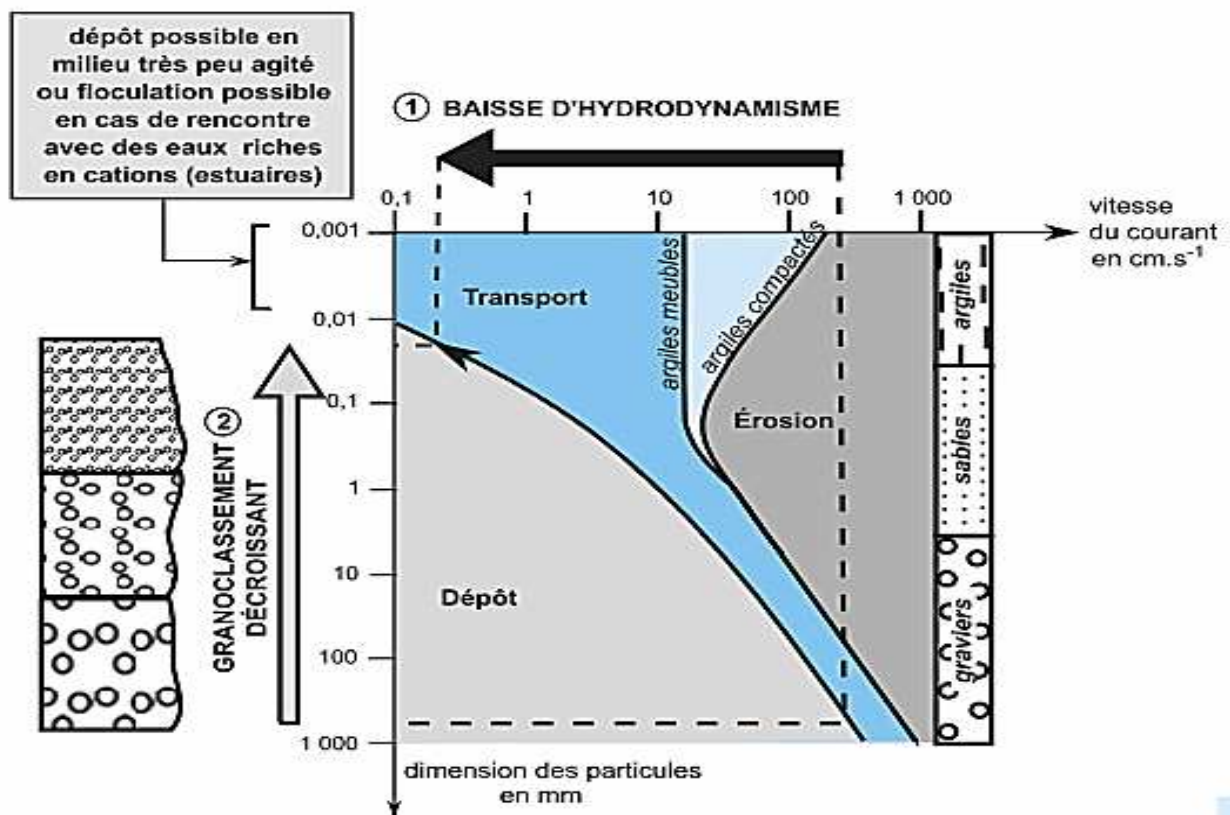 dépôt possible en
milieu très peu agité
ou floculation possible
en cas de rencontre
avec des eaux riches
en cations (estuaires)
① BAISSE D'HYDRODYNAMISME
0,1 1 10 100 1 000
vitesse
du courant
en cm.s⁻¹
0,001
0,01
0,1
1
10
100
1 000
Transport
argiles meubles
argiles compactés
Érosion
Dépôt
argiles
sables
graviers
②
GRANOCLASSEMENT
DÉCROISSANT
dimension des particules
en mm